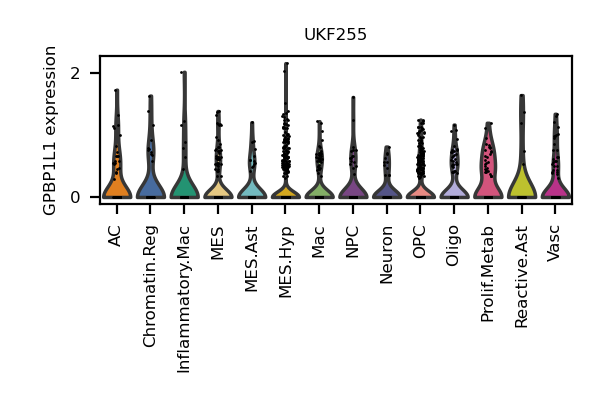 UKF255
GPBP1L1 expression
2
0
AC
Chromatin.Reg
Inflammatory.Mac
MES
MES.Ast
MES.Hyp
Mac
NPC
Neuron
OPC
Oligo
Prolif.Metab
Reactive.Ast
Vasc